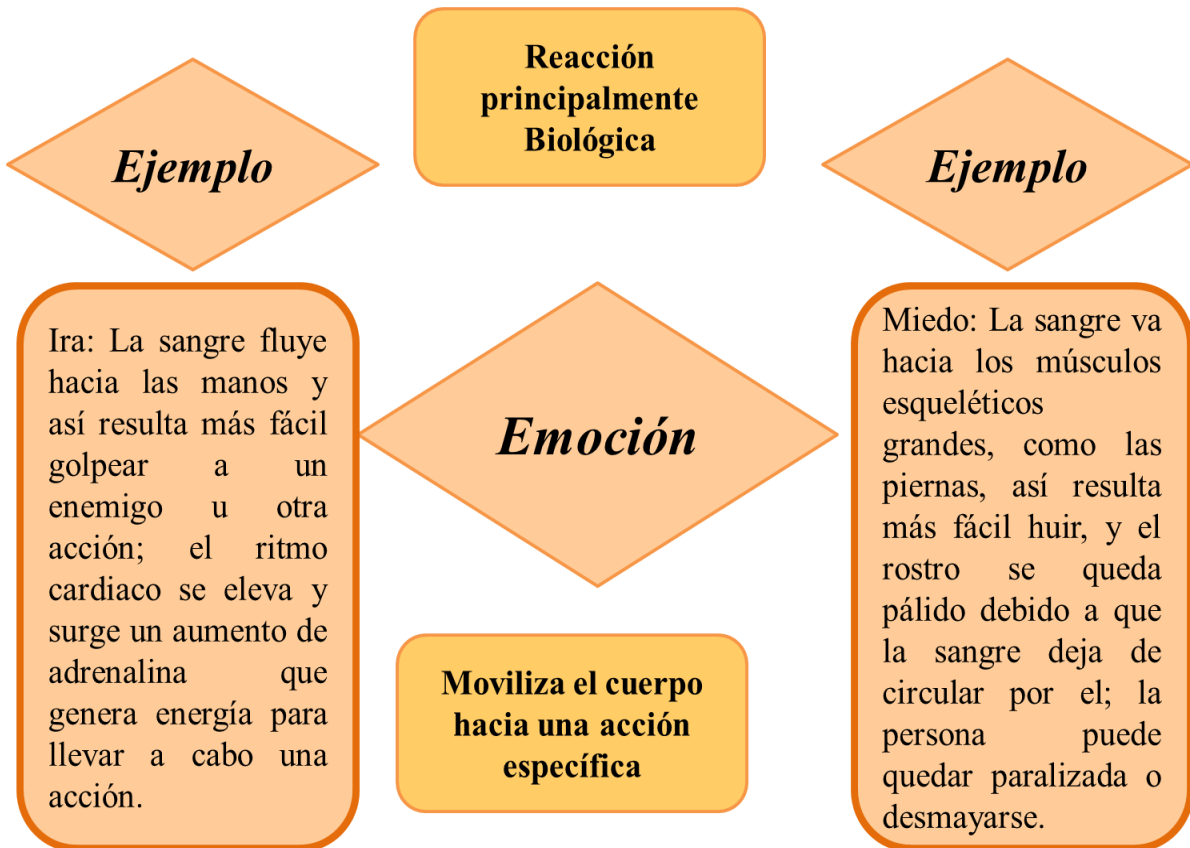 Reacción
principalmente
Biológica
Ejemplo
Ejemplo
Ira: La sangre fluye
hacia las manos y
así resulta más fácil
golpear a un
enemigo u otra
acción; el ritmo
cardiaco se eleva y
surge un aumento de
adrenalina que
genera energía para
llevar a cabo una
acción.
Emoción
Moviliza el cuerpo
hacia una acción
específica
Miedo: La sangre va
hacia los músculos
esqueléticos
grandes, como las
piernas, así resulta
más fácil huir, y el
rostro se queda
pálido debido a que
la sangre deja de
circular por el; la
persona puede
quedar paralizada o
desmayarse.